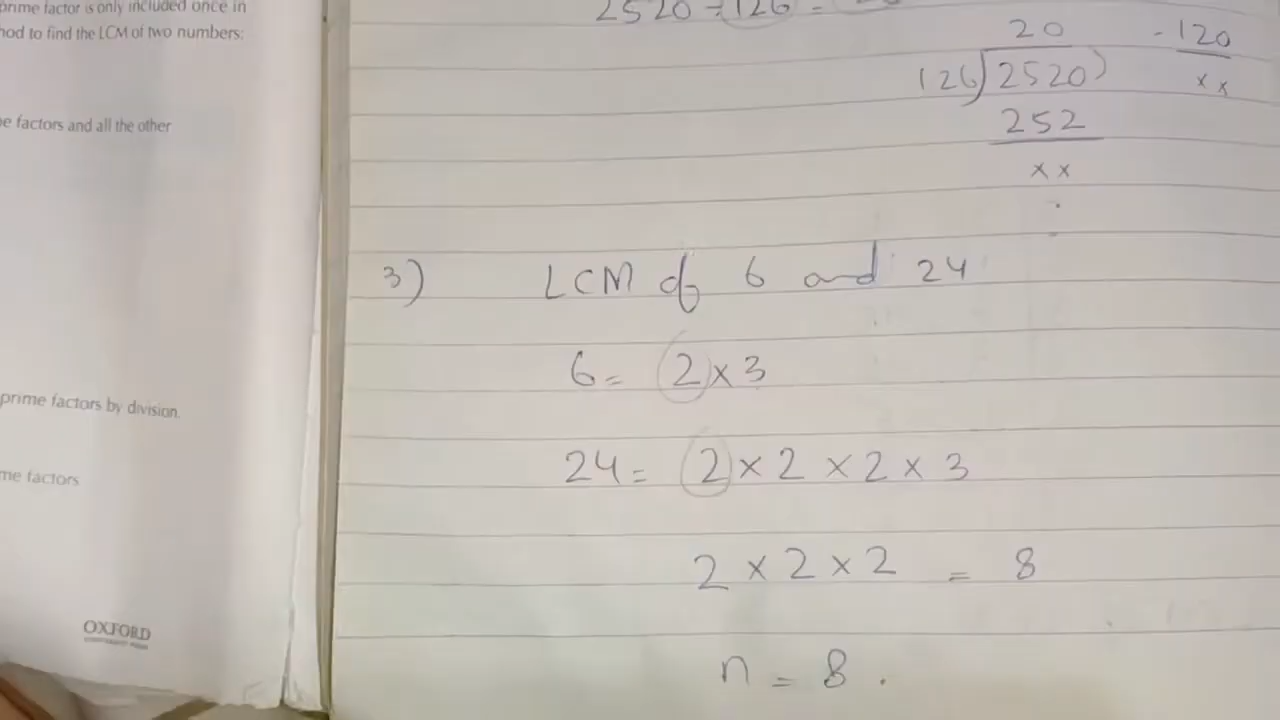 prime factor is only included once in
hod to find the LCM of two numbers:
e factors and all the other
prime factors by division.
me factors
OXFORD
2520 ÷ 126 =
20
126)2520)
252
x x
- 120
x x
3) LCM of 6 and 24
6 = 2 x 3
24 = 2 x 2 x 2 x 3
2 x 2 x 2 = 8
n = 8 .